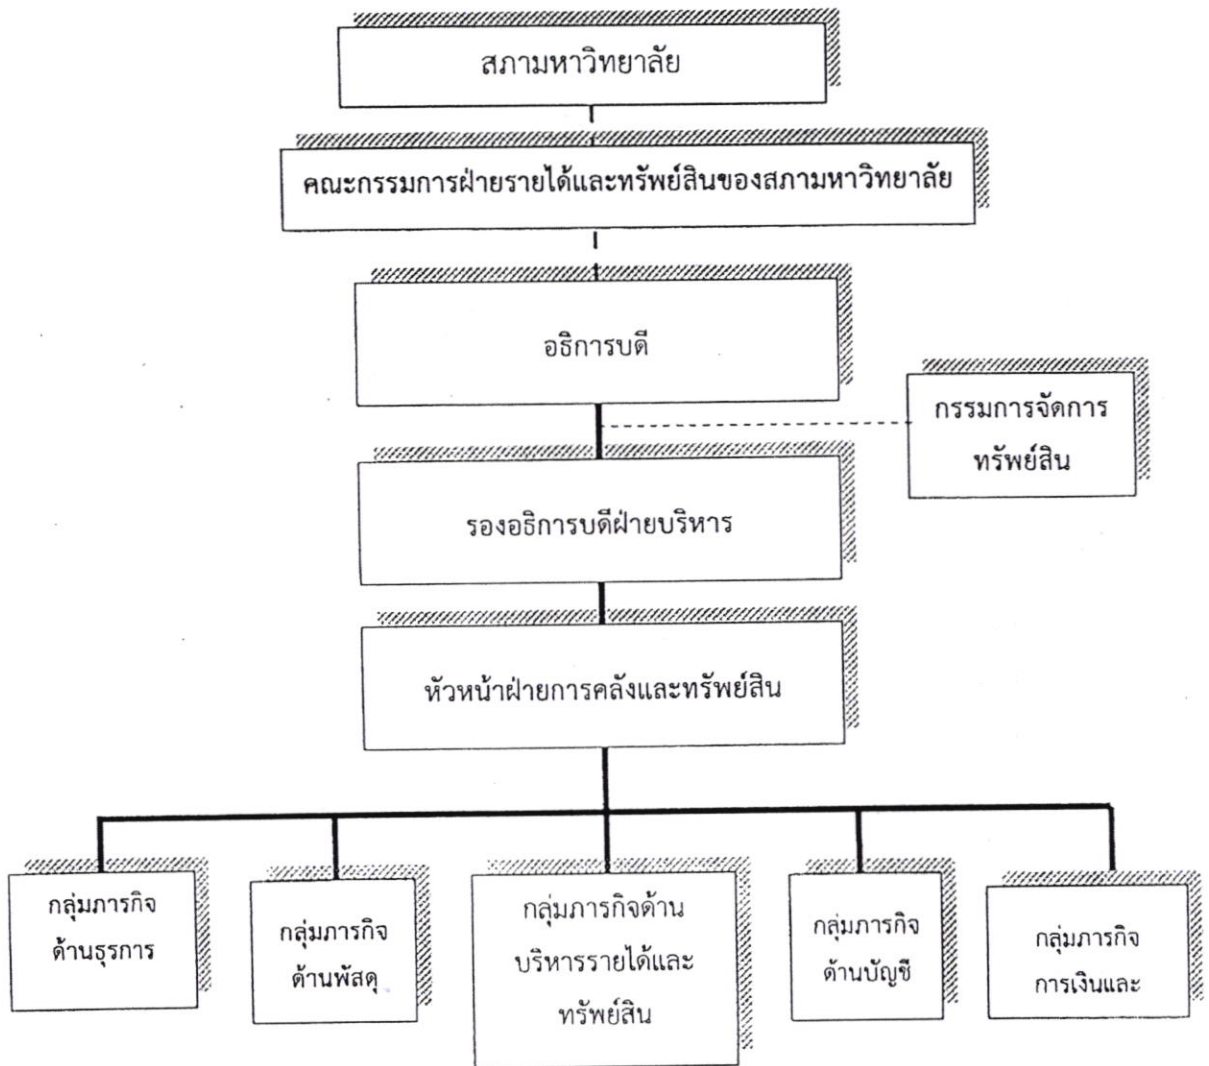 สภามหาวิทยาลัย
คณะกรรมการฝ่ายรายได้และทรัพย์สินของสภามหาวิทยาลัย
อธิการบดี
กรรมการจัดการ
ทรัพย์สิน
รองอธิการบดีฝ่ายบริหาร
หัวหน้าฝ่ายการคลังและทรัพย์สิน
กลุ่มภารกิจ
ด้านธุรการ
กลุ่มภารกิจ
ด้านพัสดุ
กลุ่มภารกิจด้าน
บริหารรายได้และ
ทรัพย์สิน
กลุ่มภารกิจ
ด้านบัญชี
กลุ่มภารกิจ
การเงินและ